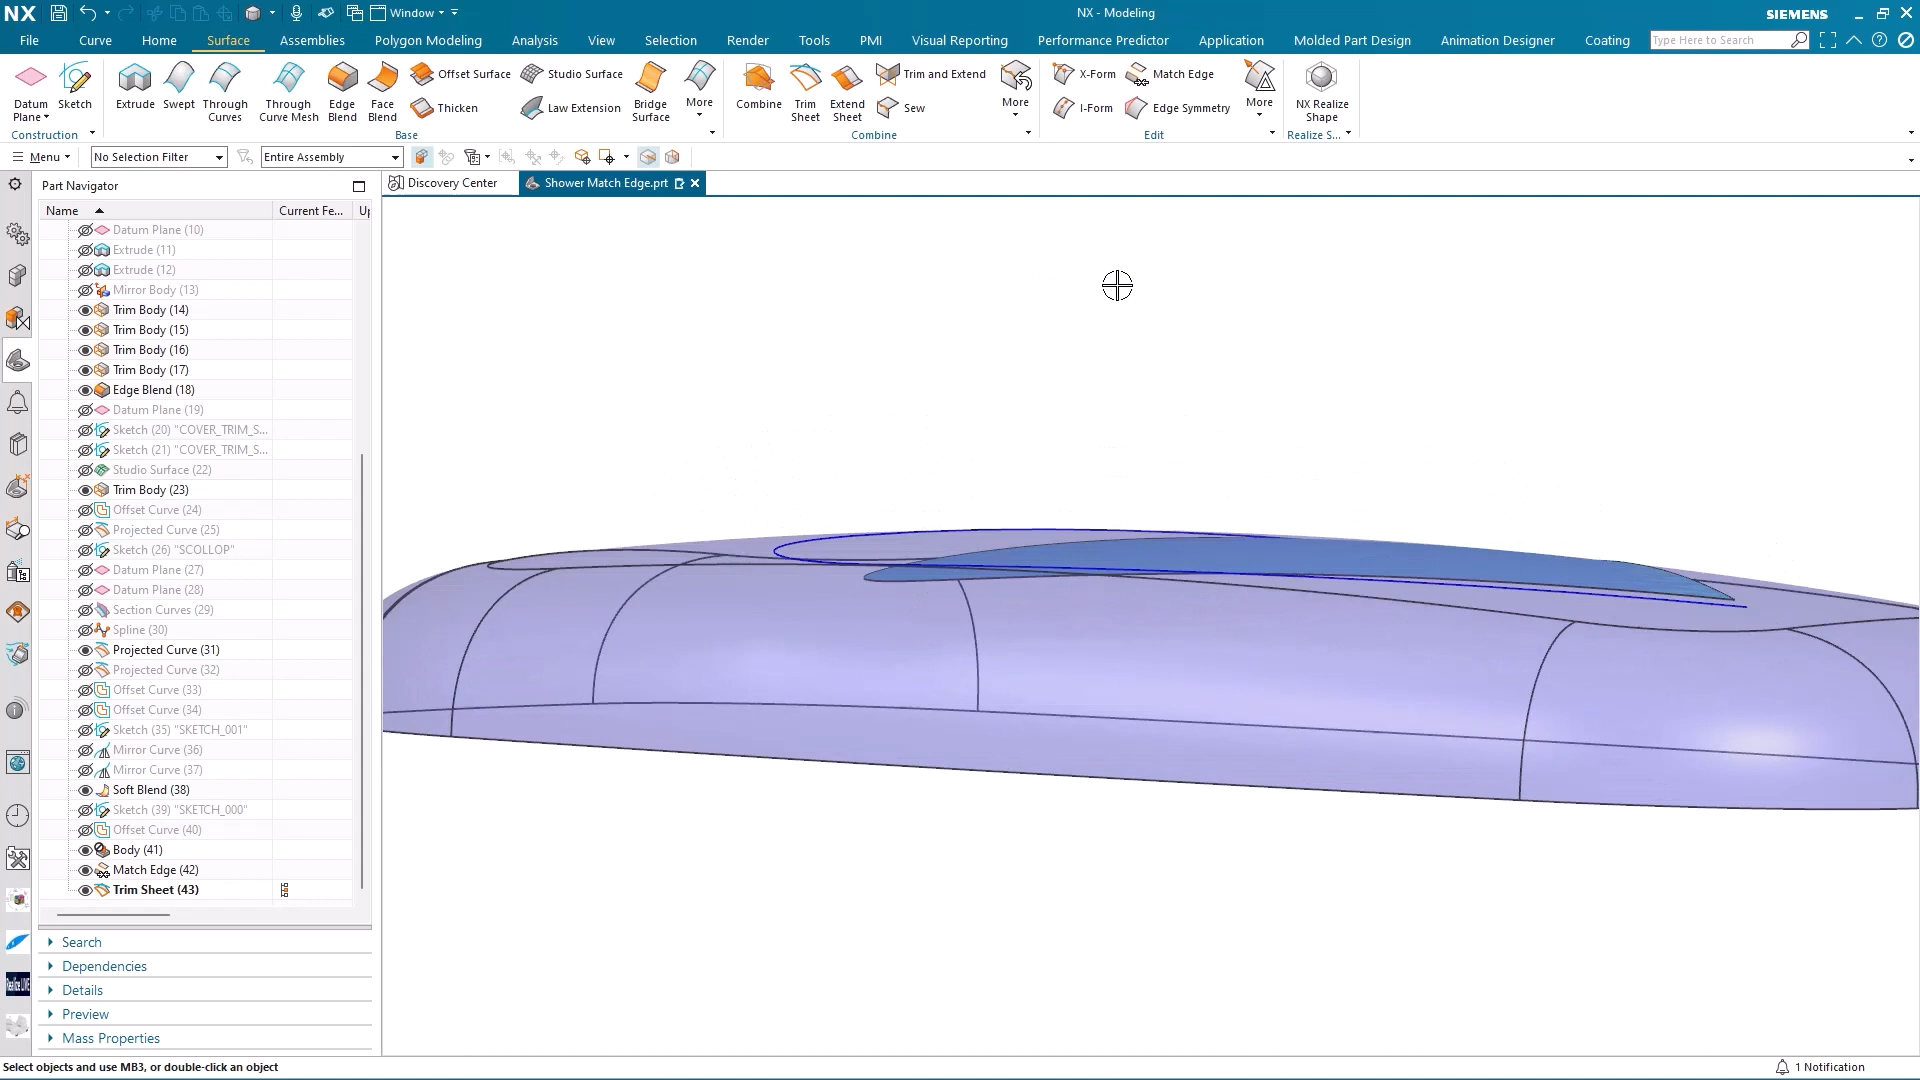 NX
Window
NX - Modeling
SIEMENS
File
Curve
Home
Surface
Assemblies
Polygon Modeling
Analysis
View
Selection
Render
Tools
PMI
Visual Reporting
Performance Predictor
Application
Molded Part Design
Animation Designer
Coating
Type Here to Search
Datum Plane
Sketch
Extrude
Swept
Through Curves
Through Curve Mesh
Edge Blend
Face Blend
Offset Surface
Thicken
Studio Surface
Law Extension
Bridge Surface
More
Combine
Trim Sheet
Extend Sheet
Trim and Extend
Sew
More
X-Form
I-Form
Match Edge
Edge Symmetry
More
NX Realize Shape
Construction
Base
Combine
Edit
Realize S...
Menu
No Selection Filter
Entire Assembly
Part Navigator
Discovery Center
Shower Match Edge.prt
Name
Current Fe...
Up
Datum Plane (10)
Extrude (11)
Extrude (12)
Mirror Body (13)
Trim Body (14)
Trim Body (15)
Trim Body (16)
Trim Body (17)
Edge Blend (18)
Datum Plane (19)
Sketch (20) "COVER_TRIM_S...
Sketch (21) "COVER_TRIM_S...
Studio Surface (22)
Trim Body (23)
Offset Curve (24)
Projected Curve (25)
Sketch (26) "SCOLLOP"
Datum Plane (27)
Datum Plane (28)
Section Curves (29)
Spline (30)
Projected Curve (31)
Projected Curve (32)
Offset Curve (33)
Offset Curve (34)
Sketch (35) "SKETCH_001"
Mirror Curve (36)
Mirror Curve (37)
Soft Blend (38)
Sketch (39) "SKETCH_000"
Offset Curve (40)
Body (41)
Match Edge (42)
Trim Sheet (43)
Search
Dependencies
Details
Preview
Mass Properties
Select objects and use MB3, or double-click an object
1 Notification